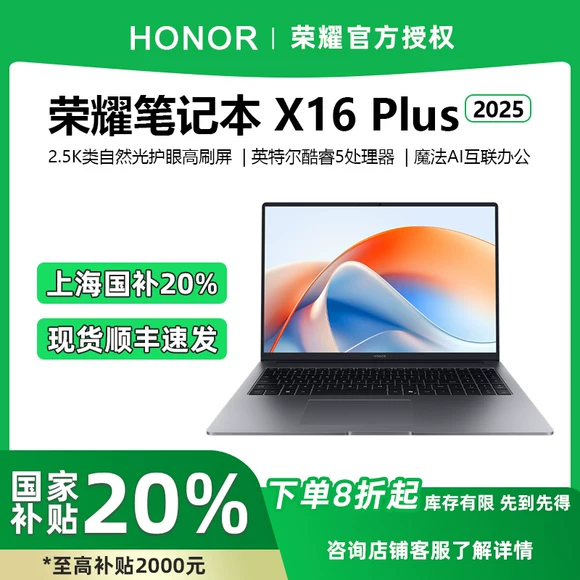 HONOR | 荣耀官方授权
荣耀笔记本 X16 Plus 2025
2.5K类自然光护眼高刷屏 | 英特尔酷睿5处理器 | 魔法AI互联办公
上海国补20%
现货顺丰速发
HONOR
国家补贴20%
*至高补贴2000元
下单8折起 库存有限 先到先得
咨询店铺客服了解详情